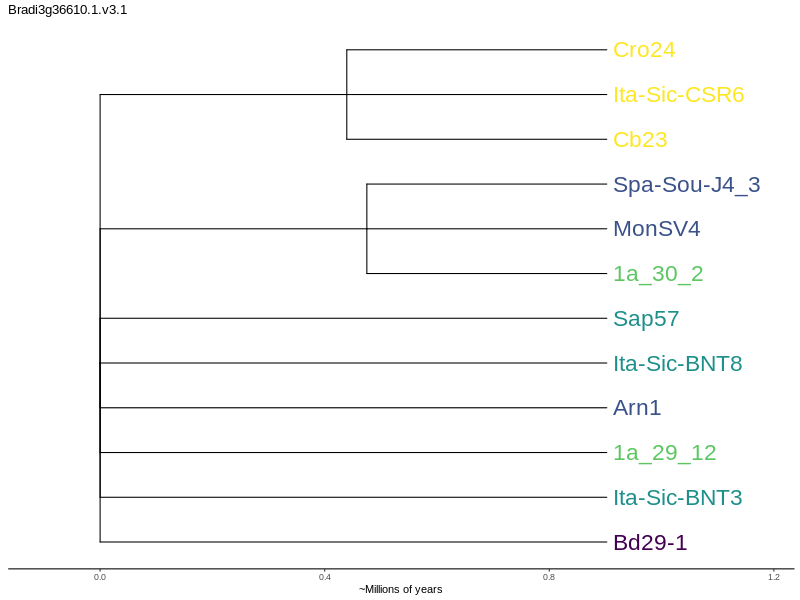 Bradi3g36610.1.v3.1
Cro24
Ita-Sic-CSR6
Cb23
Spa-Sou-J4_3
MonSV4
1a_30_2
Sap57
Ita-Sic-BNT8
Arn1
1a_29_12
Ita-Sic-BNT3
Bd29-1
0.0 0.4 0.8 1.2
~Millions of years